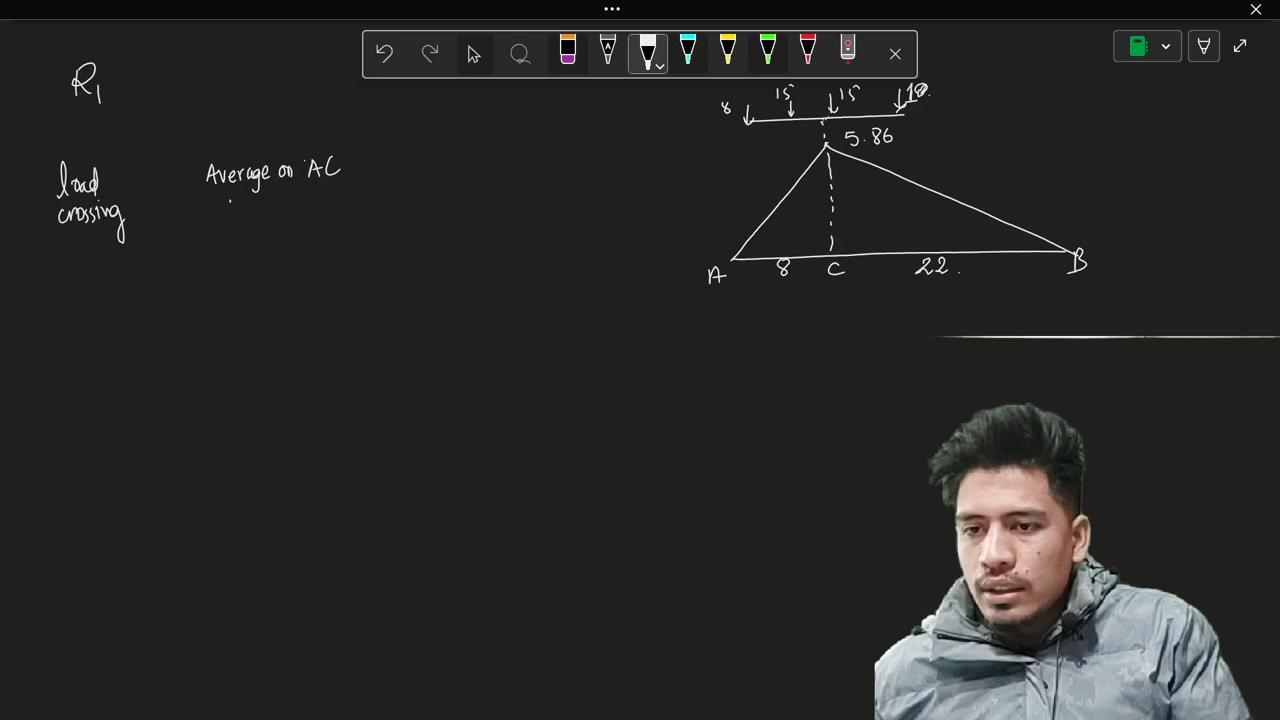 R1
load
crossing
Average on AC
8 15 15
5.86
A 8 C 22. B